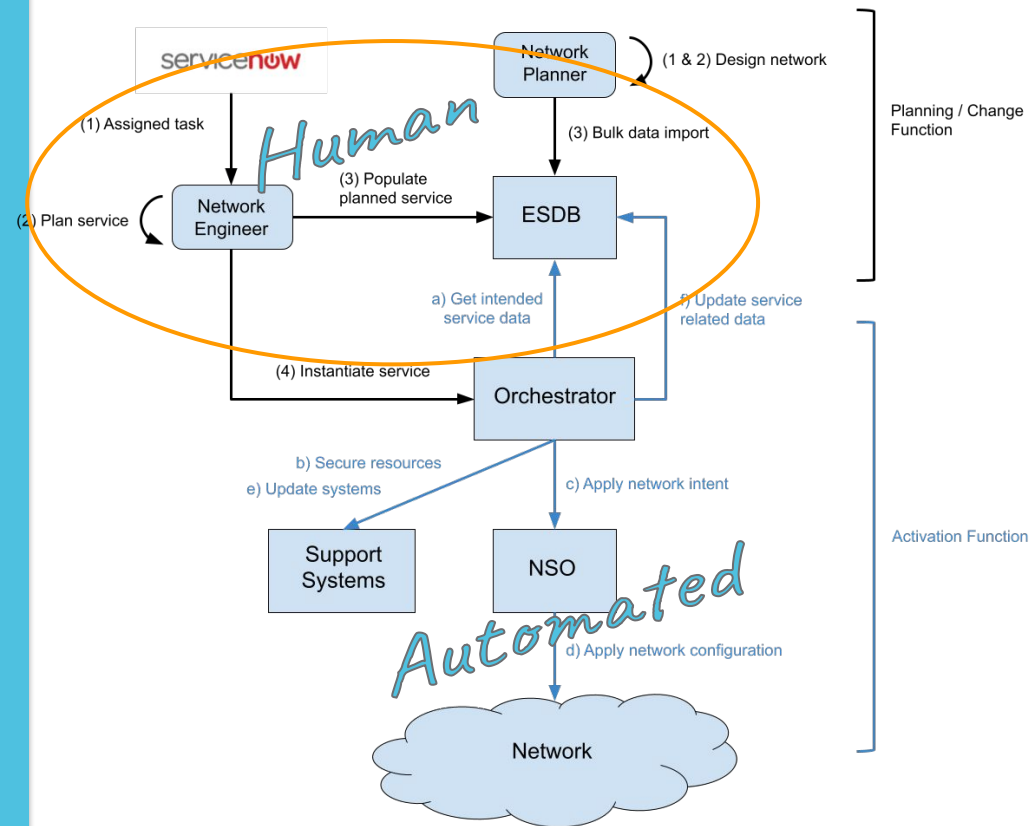 servicenow
Network
Planner
(1 & 2) Design network
Planning / Change
Function
(1) Assigned task
Human
(3) Bulk data import
(3) Populate
planned service
(2) Plan service
Network
Engineer
ESDB
a) Get intended
service data
f) Update service
related data
(4) Instantiate service
Orchestrator
b) Secure resources
e) Update systems
c) Apply network intent
Activation Function
Support
Systems
NSO
Automated
d) Apply network configuration
Network